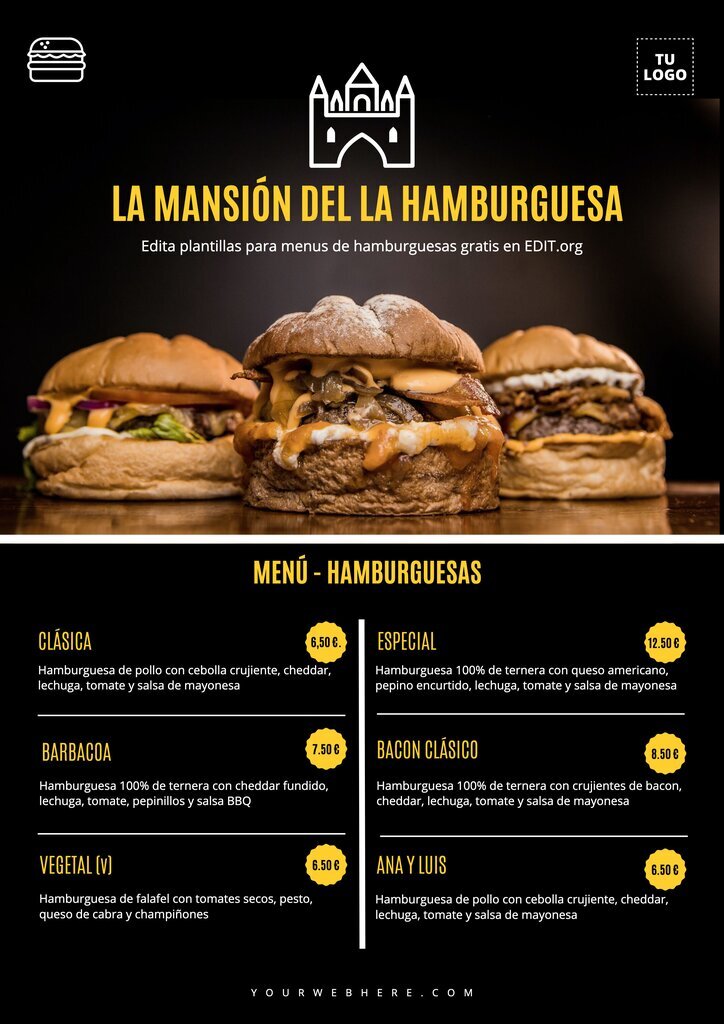 TU
LOGO
LA MANSIÓN DEL LA HAMBURGUESA
Edita plantillas para menus de hamburguesas gratis en EDIT.org
MENÚ - HAMBURGUESAS
CLÁSICA
6,50 €.
Hamburguesa de pollo con cebolla crujiente, cheddar,
lechuga, tomate y salsa de mayonesa
BARBACOA
7.50 €
Hamburguesa 100% de ternera con cheddar fundido,
lechuga, tomate, pepinillos y salsa BBQ
VEGETAL (V)
6.50 €
Hamburguesa de falafel con tomates secos, pesto,
queso de cabra y champiñones
ESPECIAL
12.50 €
Hamburguesa 100% de ternera con queso americano,
pepino encurtido, lechuga, tomate y salsa de mayonesa
BACON CLÁSICO
8.50 €
Hamburguesa 100% de ternera con crujientes de bacon,
cheddar, lechuga, tomate y salsa de mayonesa
ANA Y LUIS
6.50 €
Hamburguesa de pollo con cebolla crujiente, cheddar,
lechuga, tomate y salsa de mayonesa
YOURWEBHERE.COM